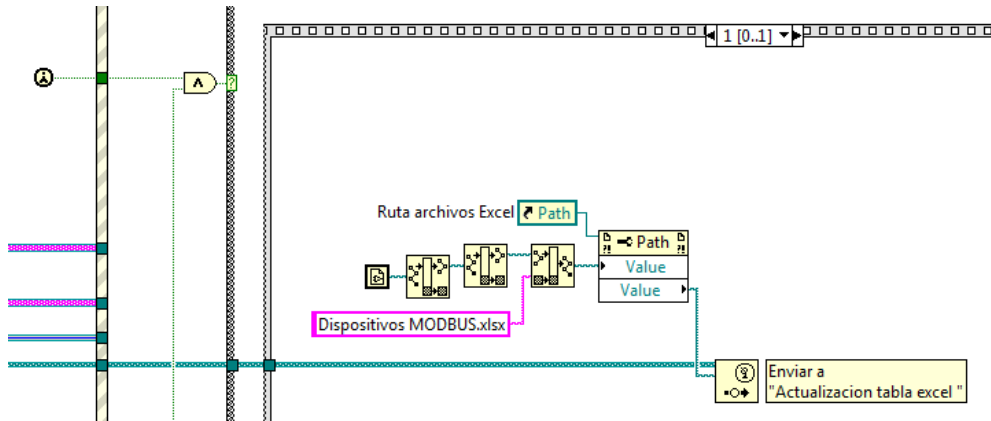 1 [0..1]
?
Ruta archivos Excel
Path
Path
Value
Value
Dispositivos MODBUS.xlsx
Enviar a
"Actualizacion tabla excel "